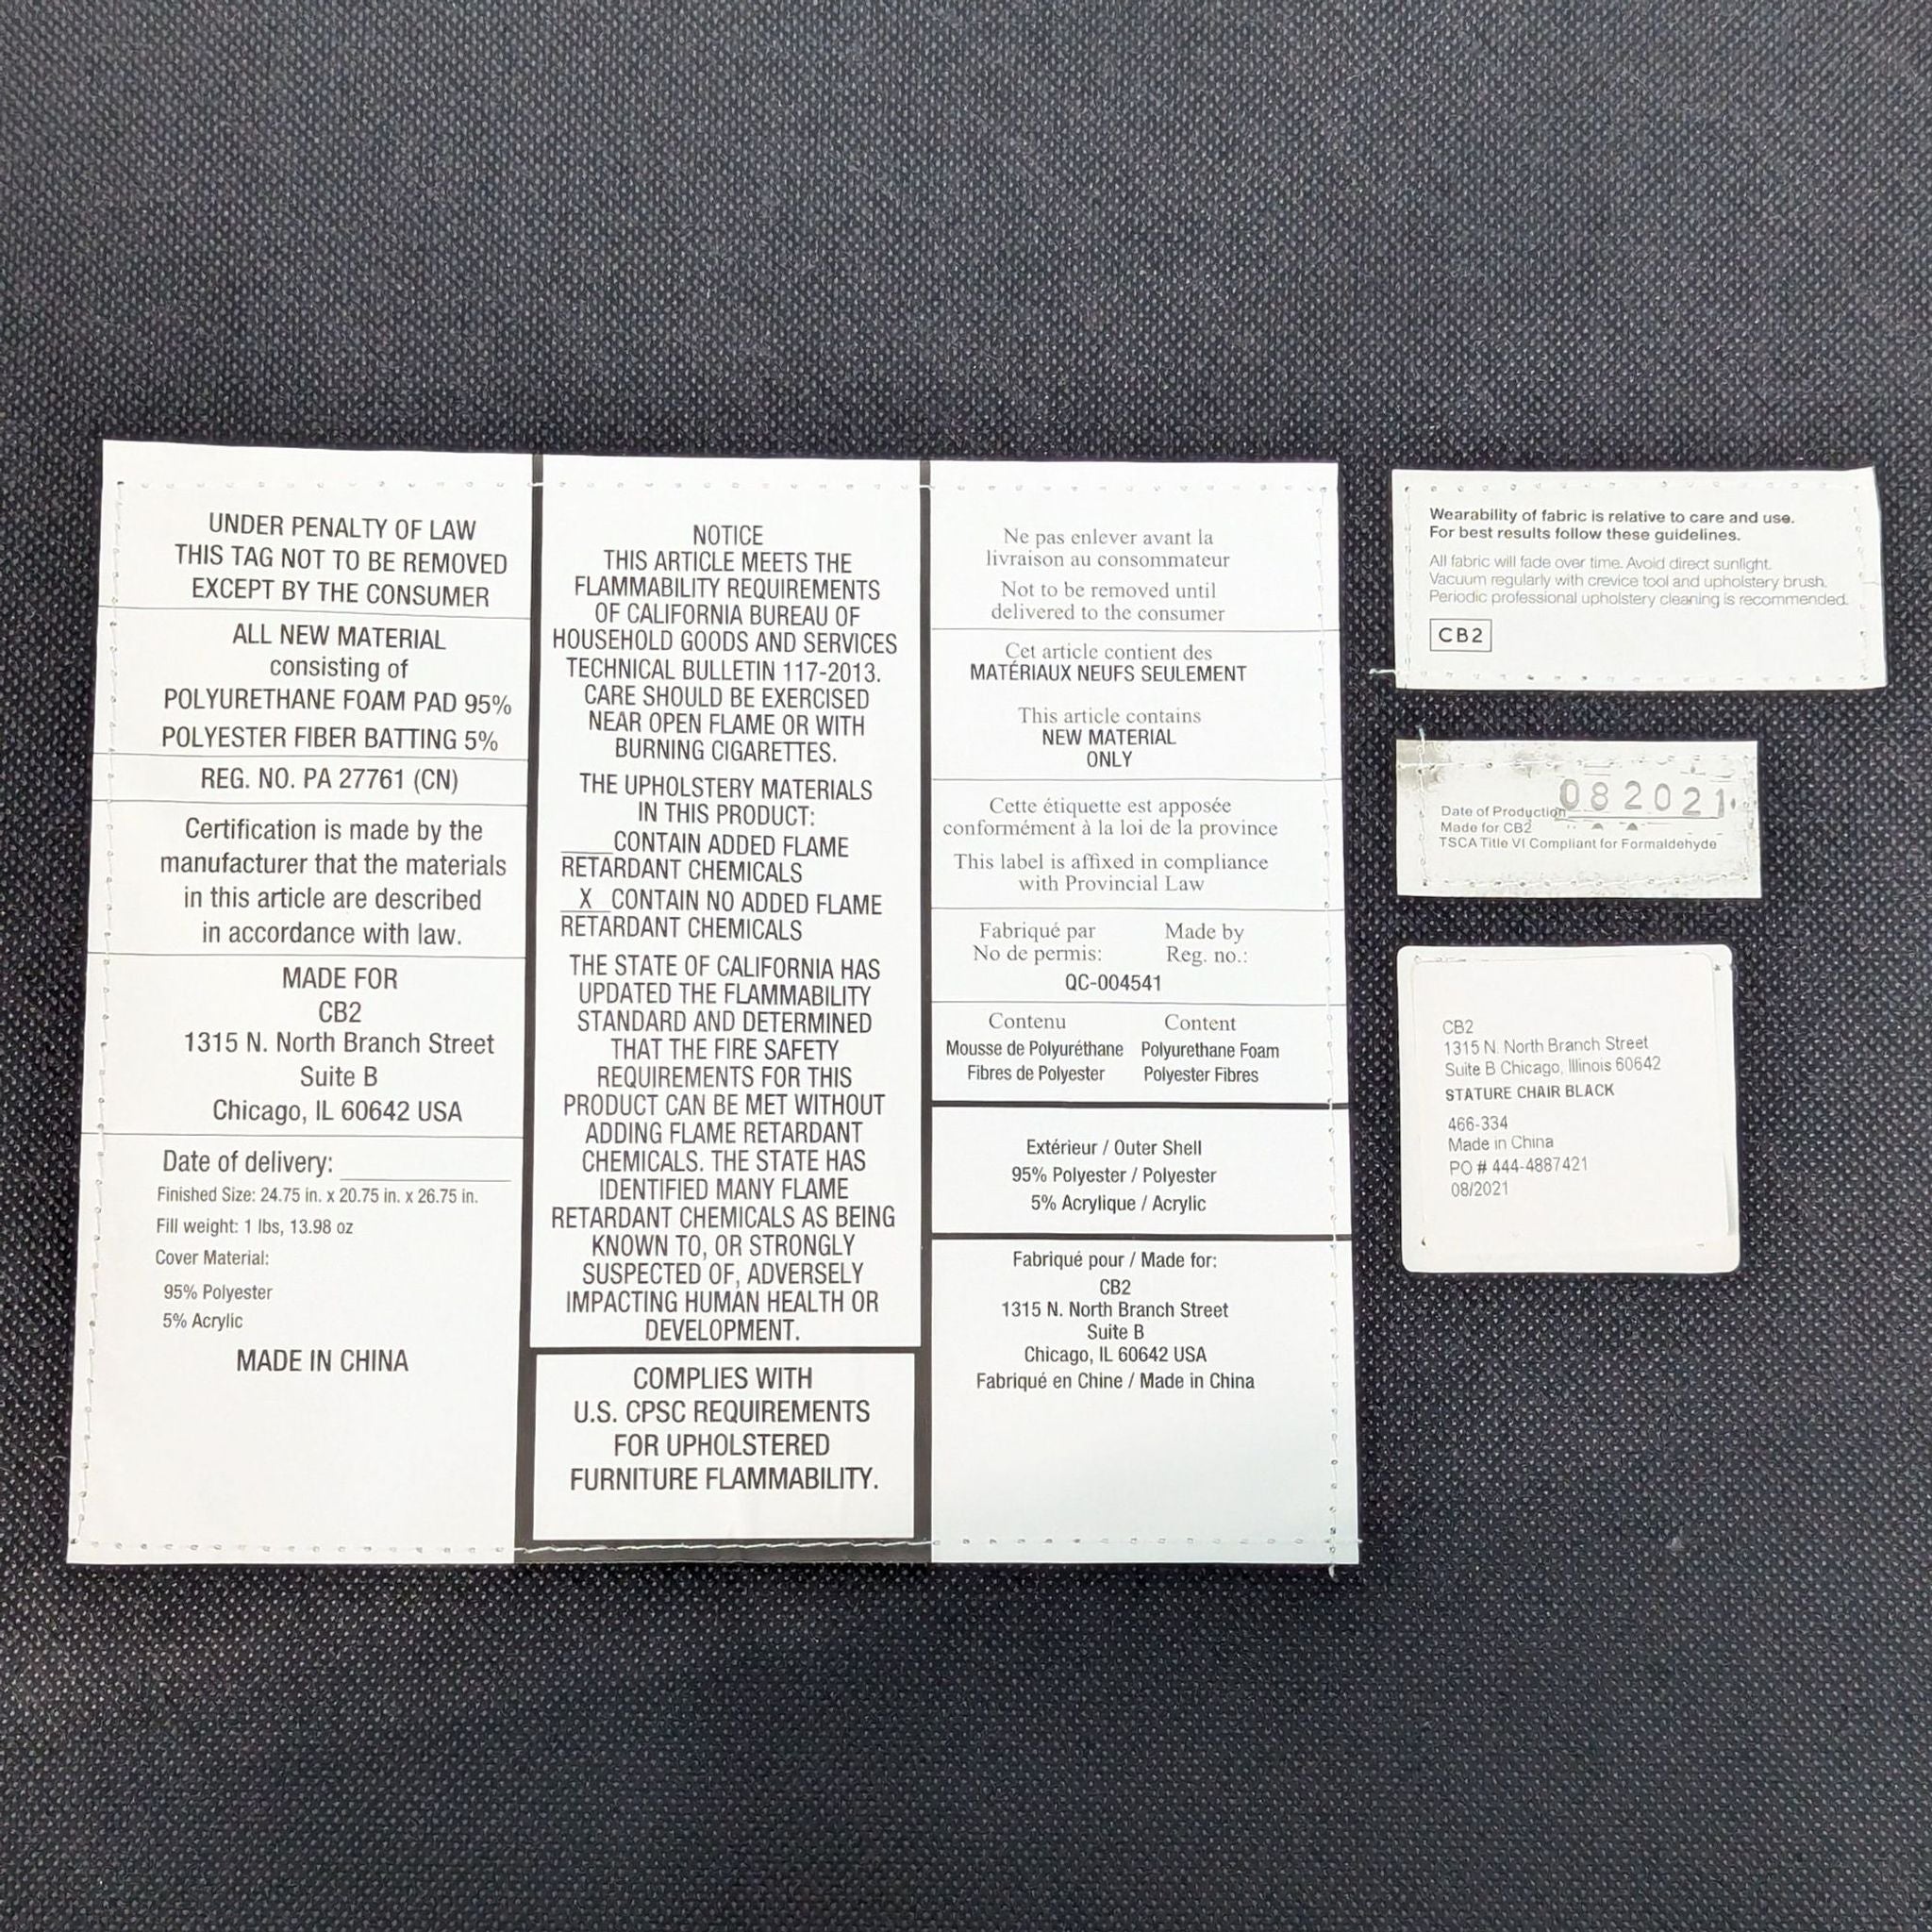 UNDER PENALTY OF LAW
THIS TAG NOT TO BE REMOVED
EXCEPT BY THE CONSUMER
ALL NEW MATERIAL
consisting of
POLYURETHANE FOAM PAD 95%
POLYESTER FIBER BATTING 5%
REG. NO. PA 27761 (CN)
Certification is made by the
manufacturer that the materials
in this article are described
in accordance with law.
MADE FOR
CB2
1315 N. North Branch Street
Suite B
Chicago, IL 60642 USA
Date of delivery: ____________
Finished Size: 24.75 in. x 20.75 in. x 26.75 in.
Fill weight: 1 lbs, 13.98 oz
Cover Material:
95% Polyester
5% Acrylic
MADE IN CHINA
NOTICE
THIS ARTICLE MEETS THE
FLAMMABILITY REQUIREMENTS
OF CALIFORNIA BUREAU OF
HOUSEHOLD GOODS AND SERVICES
TECHNICAL BULLETIN 117-2013.
CARE SHOULD BE EXERCISED
NEAR OPEN FLAME OR WITH
BURNING CIGARETTES.
THE UPHOLSTERY MATERIALS
IN THIS PRODUCT:
____CONTAIN ADDED FLAME
RETARDANT CHEMICALS
_X_CONTAIN NO ADDED FLAME
RETARDANT CHEMICALS
THE STATE OF CALIFORNIA HAS
UPDATED THE FLAMMABILITY
STANDARD AND DETERMINED
THAT THE FIRE SAFETY
REQUIREMENTS FOR THIS
PRODUCT CAN BE MET WITHOUT
ADDING FLAME RETARDANT
CHEMICALS. THE STATE HAS
IDENTIFIED MANY FLAME
RETARDANT CHEMICALS AS BEING
KNOWN TO, OR STRONGLY
SUSPECTED OF, ADVERSELY
IMPACTING HUMAN HEALTH OR
DEVELOPMENT.
COMPLIES WITH
U.S. CPSC REQUIREMENTS
FOR UPHOLSTERED
FURNITURE FLAMMABILITY.
Ne pas enlever avant la
livraison au consommateur
Not to be removed until
delivered to the consumer
Cet article contient des
MATÉRIAUX NEUFS SEULEMENT
This article contains
NEW MATERIAL
ONLY
Cette étiquette est apposée
conformément à la loi de la province
This label is affixed in compliance
with Provincial Law
Fabriqué par Made by
No de permis: Reg. no.:
QC-004541
Contenu Content
Mousse de Polyuréthane Polyurethane Foam
Fibres de Polyester Polyester Fibres
Extérieur / Outer Shell
95% Polyester / Polyester
5% Acrylique / Acrylic
Fabriqué pour / Made for:
CB2
1315 N. North Branch Street
Suite B
Chicago, IL 60642 USA
Fabriqué en Chine / Made in China
Wearability of fabric is relative to care and use.
For best results follow these guidelines.
All fabric will fade over time. Avoid direct sunlight.
Vacuum regularly with crevice tool and upholstery brush.
Periodic professional upholstery cleaning is recommended.
CB2
Date of Production 082021
Made for CB2
TSCA Title VI Compliant for Formaldehyde
CB2
1315 N. North Branch Street
Suite B Chicago, Illinois 60642
STATURE CHAIR BLACK
466-334
Made in China
PO # 444-4887421
08/2021